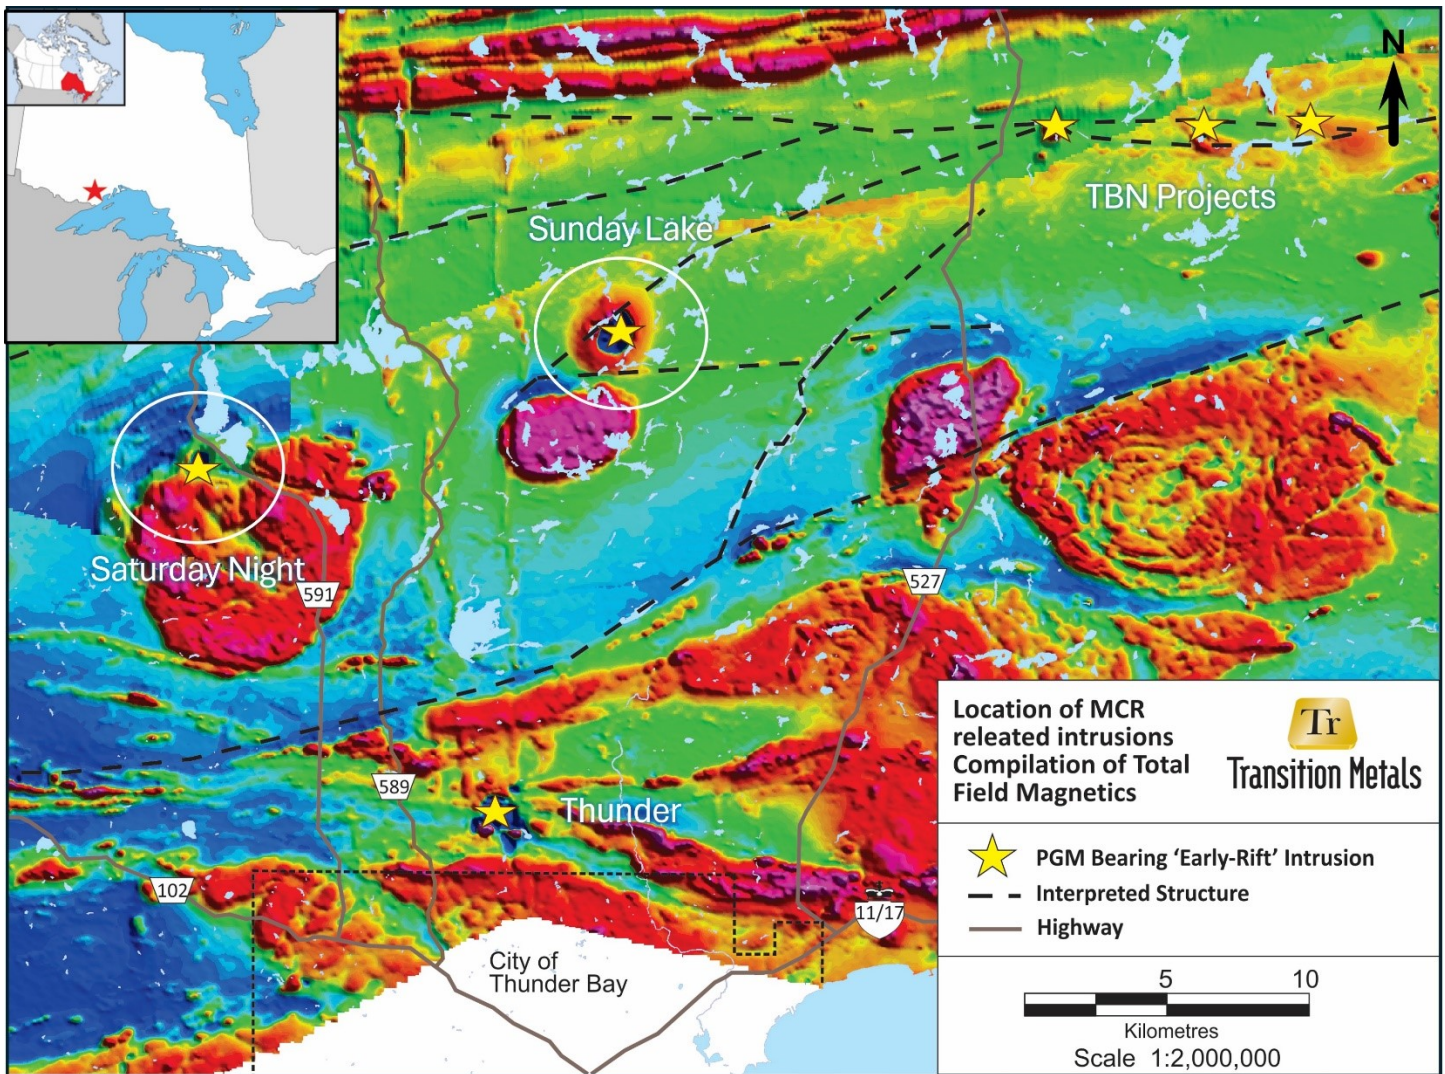 N
TBN Projects
Sunday Lake
Saturday Night
591
527
589
Thunder
102
11/17
City of
Thunder Bay
Location of MCR
releated intrusions
Compilation of Total
Field Magnetics
Tr
Transition Metals
PGM Bearing ‘Early-Rift’ Intrusion
Interpreted Structure
Highway
5 10
Kilometres
Scale 1:2,000,000